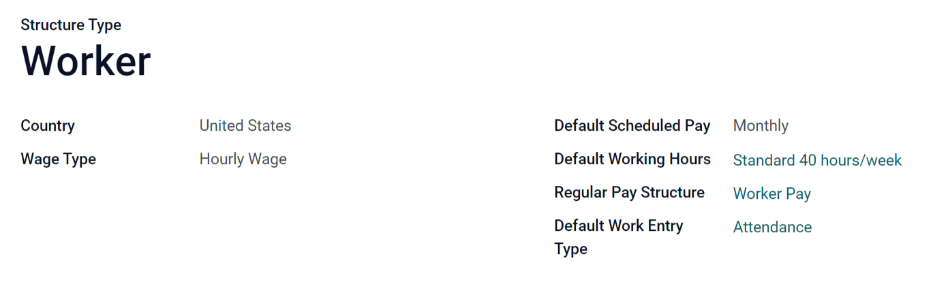 Structure Type
Worker
Country United States
Wage Type Hourly Wage
Default Scheduled Pay Monthly
Default Working Hours Standard 40 hours/week
Regular Pay Structure Worker Pay
Default Work Entry Attendance
Type